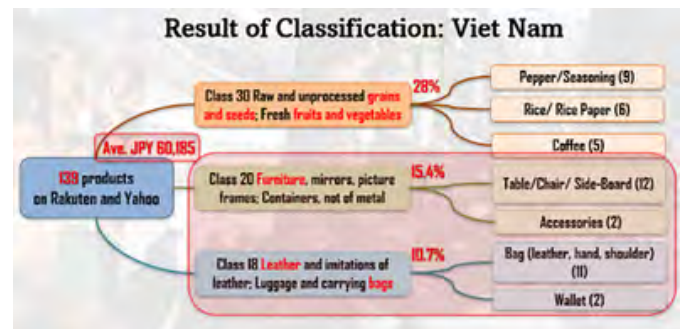 Result of Classification: Viet Nam
28%
Pepper/Seasoning (9)
Class 30 Raw and unprocessed grains
and seeds; Fresh fruits and vegetables
Rice/ Rice Paper (6)
Coffee (5)
Ave. JPY 60,185
139 products
on Rakuten and Yahoo
15.4%
Class 20 Furniture, mirrors, picture
frames; Containers, not of metal
Table/Chair/ Side-Board (12)
Accessories (2)
10.7%
Class 18 Leather and imitations of
leather; Luggage and carrying bags
Bag (leather, hand, shoulder)
(11)
Wallet (2)